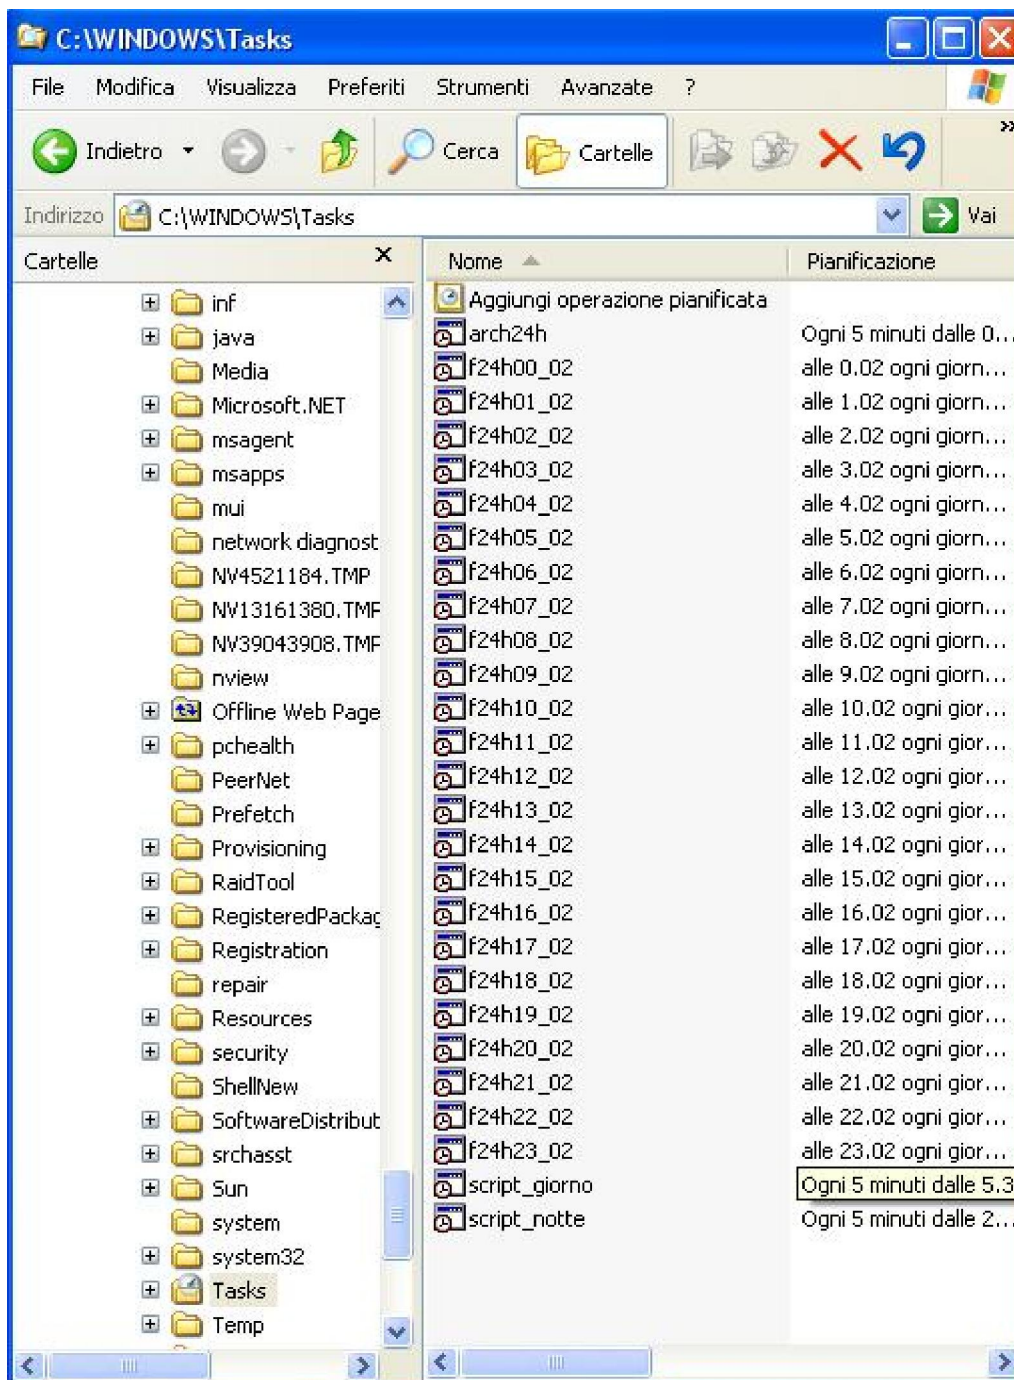 C:\WINDOWS\Tasks
File Modifica Visualizza Preferiti Strumenti Avanzate ?
Indietro Cerca Cartelle »
Indirizzo C:\WINDOWS\Tasks Vai
Cartelle
inf
java
Media
Microsoft.NET
msagent
msapps
mui
network diagnost
NV4521184.TMP
NV13161380.TMP
NV39043908.TMP
nview
Offline Web Page
pchealth
PeerNet
Prefetch
Provisioning
RaidTool
RegisteredPackag
Registration
repair
Resources
security
ShellNew
SoftwareDistribut
srchasst
Sun
system
system32
Tasks
Temp
Nome Pianificazione
Aggiungi operazione pianificata
arch24h Ogni 5 minuti dalle 0...
f24h00_02 alle 0.02 ogni giorn...
f24h01_02 alle 1.02 ogni giorn...
f24h02_02 alle 2.02 ogni giorn...
f24h03_02 alle 3.02 ogni giorn...
f24h04_02 alle 4.02 ogni giorn...
f24h05_02 alle 5.02 ogni giorn...
f24h06_02 alle 6.02 ogni giorn...
f24h07_02 alle 7.02 ogni giorn...
f24h08_02 alle 8.02 ogni giorn...
f24h09_02 alle 9.02 ogni giorn...
f24h10_02 alle 10.02 ogni gior...
f24h11_02 alle 11.02 ogni gior...
f24h12_02 alle 12.02 ogni gior...
f24h13_02 alle 13.02 ogni gior...
f24h14_02 alle 14.02 ogni gior...
f24h15_02 alle 15.02 ogni gior...
f24h16_02 alle 16.02 ogni gior...
f24h17_02 alle 17.02 ogni gior...
f24h18_02 alle 18.02 ogni gior...
f24h19_02 alle 19.02 ogni gior...
f24h20_02 alle 20.02 ogni gior...
f24h21_02 alle 21.02 ogni gior...
f24h22_02 alle 22.02 ogni gior...
f24h23_02 alle 23.02 ogni gior...
script_giorno Ogni 5 minuti dalle 5.3
script_notte Ogni 5 minuti dalle 2...